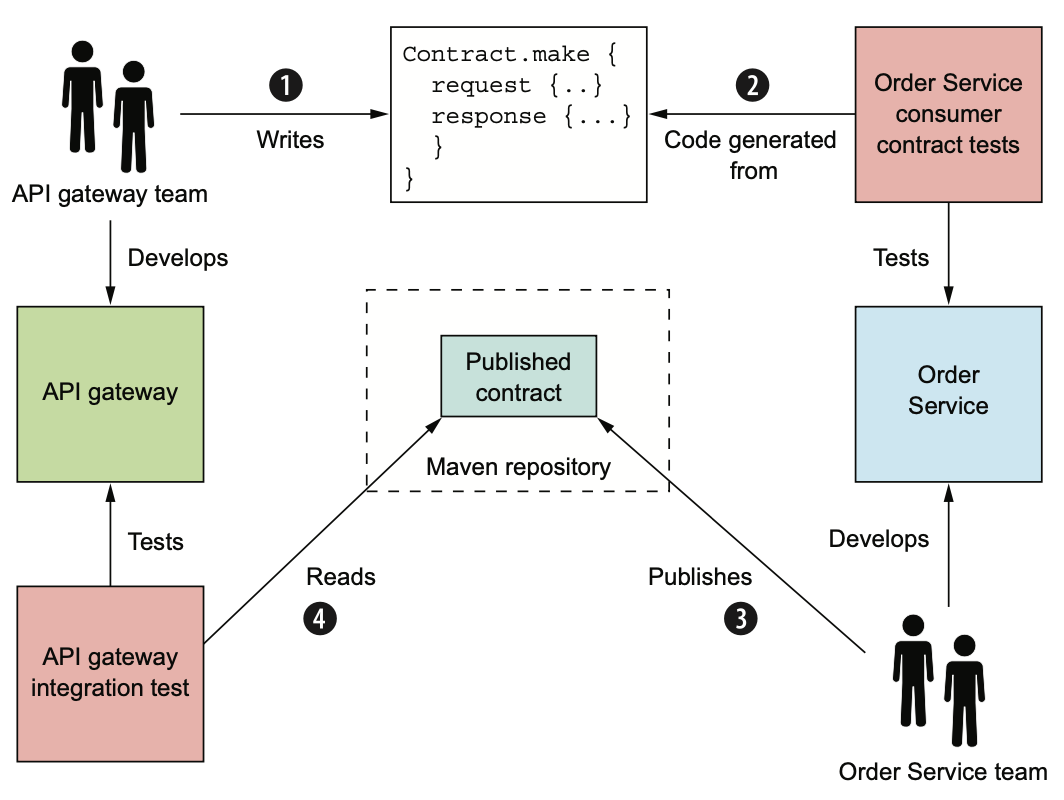 1
Writes
Contract.make {
  request {..}
  response {...}
  }
}
2
Code generated
from
Order Service
consumer
contract tests
API gateway team
Develops
Tests
API gateway
Published
contract
Maven repository
Order
Service
Tests
Reads
4
Publishes
3
Develops
API gateway
integration test
Order Service team